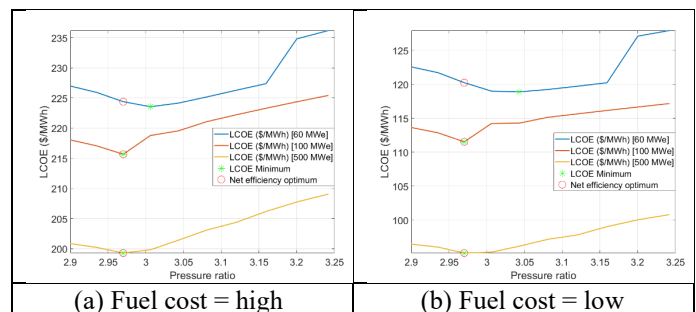 235
230
225
220
215
210
205
200
LCOE ($/MWh)
LCOE ($/MWh) [60 MWe]
LCOE ($/MWh) [100 MWe]
LCOE ($/MWh) [500 MWe]
LCOE Minimum
Net efficiency optimum
2.9 2.95 3 3.05 3.1 3.15 3.2 3.25
Pressure ratio
(a) Fuel cost = high
125
120
115
110
105
100
LCOE ($/MWh)
LCOE ($/MWh) [60 MWe]
LCOE ($/MWh) [100 MWe]
LCOE ($/MWh) [500 MWe]
LCOE Minimum
Net efficiency optimum
2.9 2.95 3 3.05 3.1 3.15 3.2 3.25
Pressure ratio
(b) Fuel cost = low